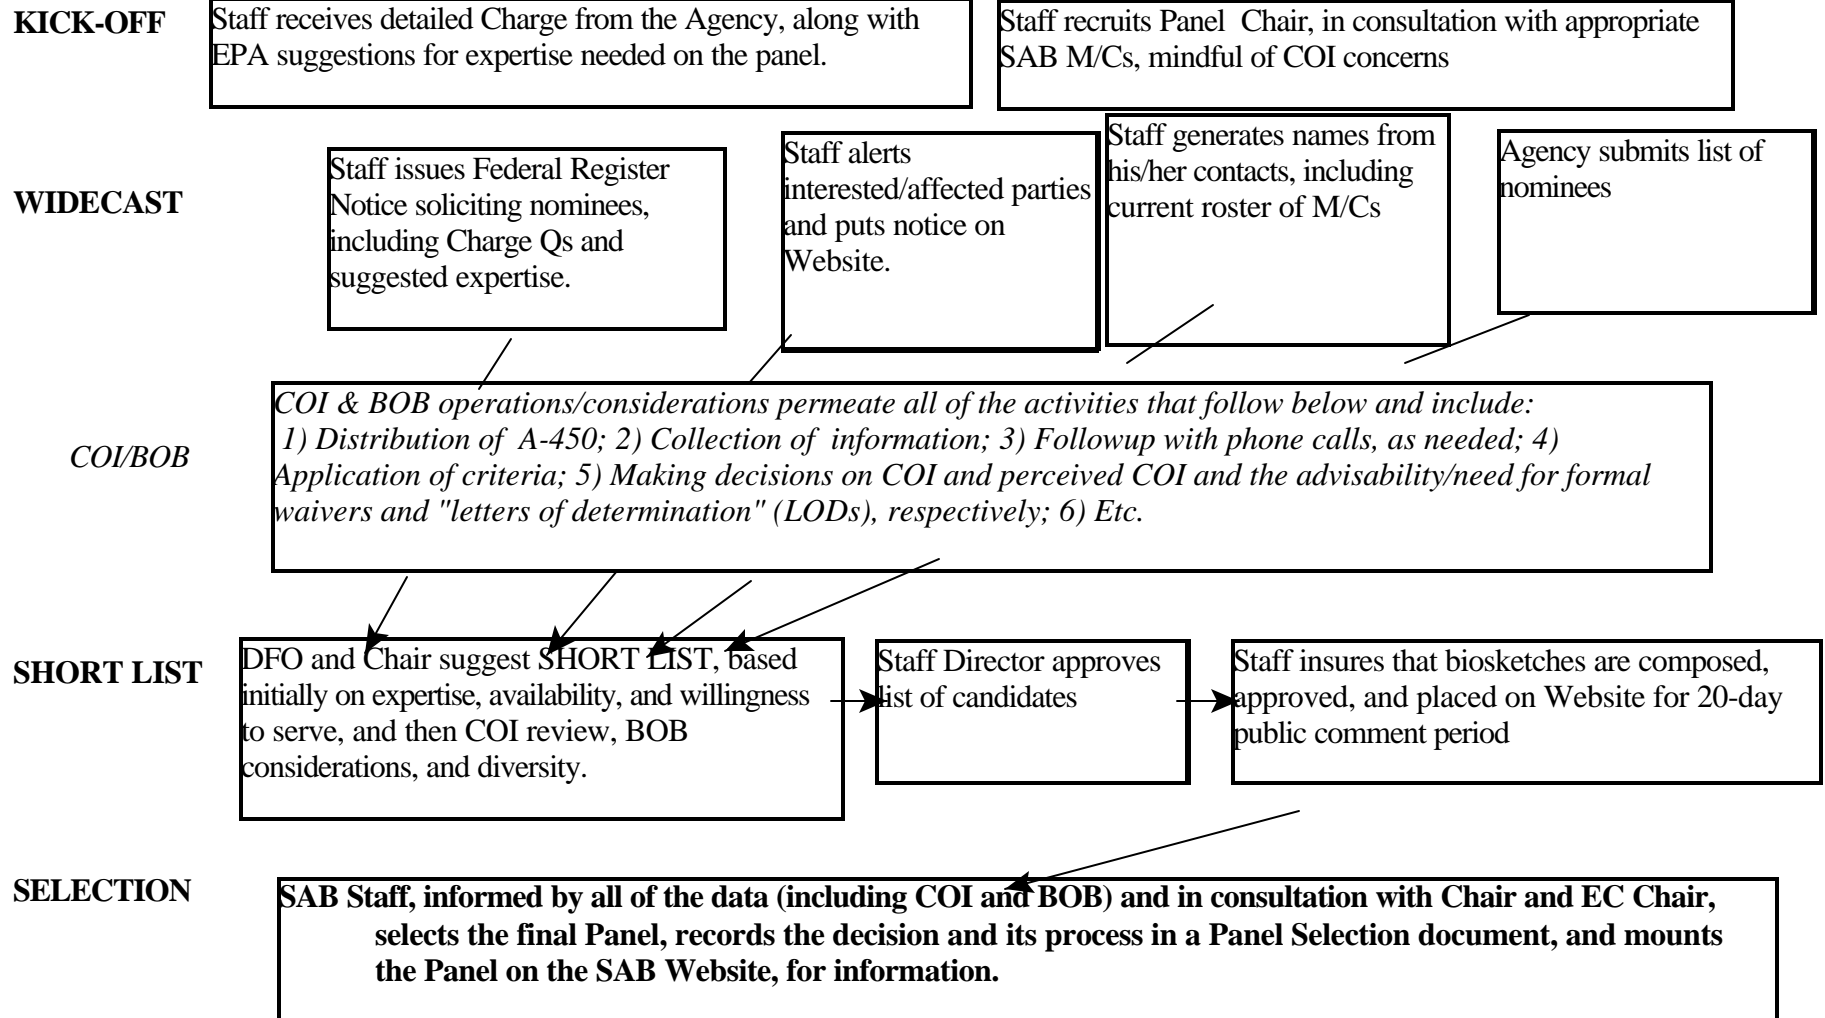 KICK-OFF
Staff receives detailed Charge from the Agency, along with
EPA suggestions for expertise needed on the panel.
Staff recruits Panel Chair, in consultation with appropriate
SAB M/Cs, mindful of COI concerns
WIDECAST
Staff issues Federal Register
Notice soliciting nominees,
including Charge Qs and
suggested expertise.
Staff alerts
interested/affected parties
and puts notice on
Website.
Staff generates names from
his/her contacts, including
current roster of M/Cs
Agency submits list of
nominees
COI/BOB
COI & BOB operations/considerations permeate all of the activities that follow below and include:
1) Distribution of A-450; 2) Collection of information; 3) Followup with phone calls, as needed; 4)
Application of criteria; 5) Making decisions on COI and perceived COI and the advisability/need for formal
waivers and "letters of determination" (LODs), respectively; 6) Etc.
SHORT LIST
DFO and Chair suggest SHORT LIST, based
initially on expertise, availability, and willingness
to serve, and then COI review, BOB
considerations, and diversity.
Staff Director approves
list of candidates
Staff insures that biosketches are composed,
approved, and placed on Website for 20-day
public comment period
SELECTION
SAB Staff, informed by all of the data (including COI and BOB) and in consultation with Chair and EC Chair,
selects the final Panel, records the decision and its process in a Panel Selection document, and mounts
the Panel on the SAB Website, for information.